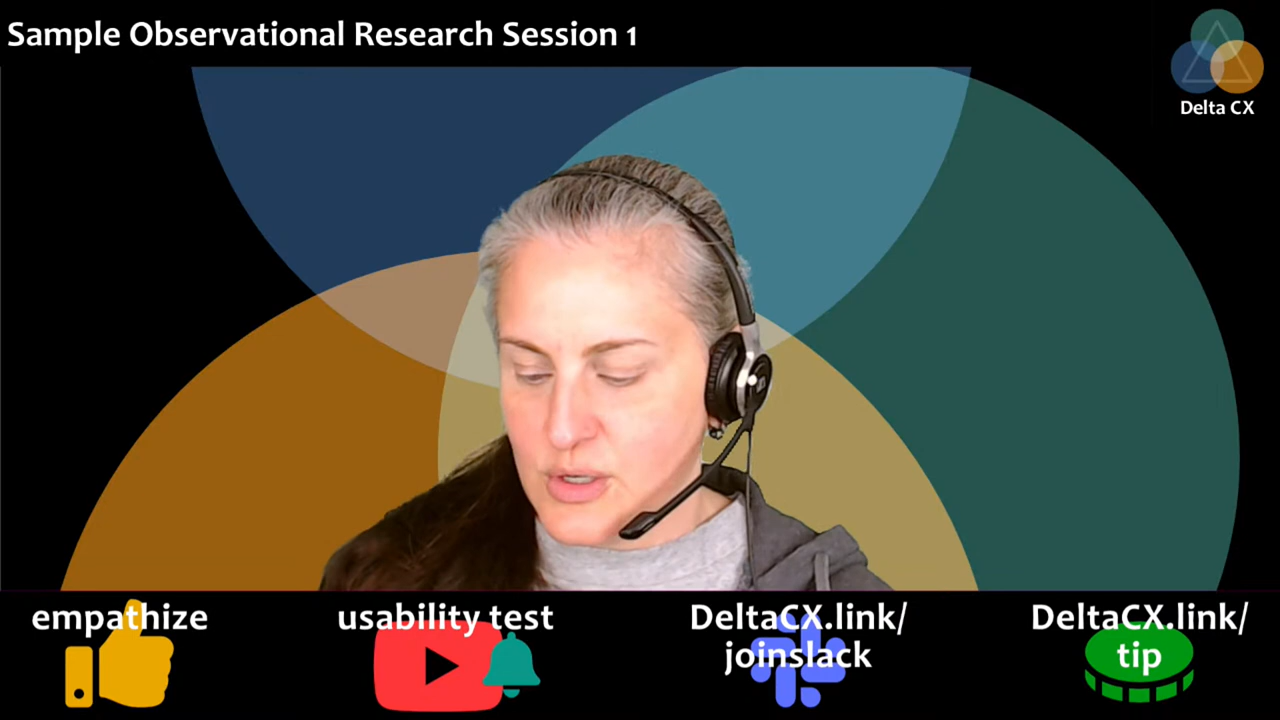 Sample Observational Research Session 1
Delta CX
empathize
usability test
DeltaCX.link/
joinslack
DeltaCX.link/
tip